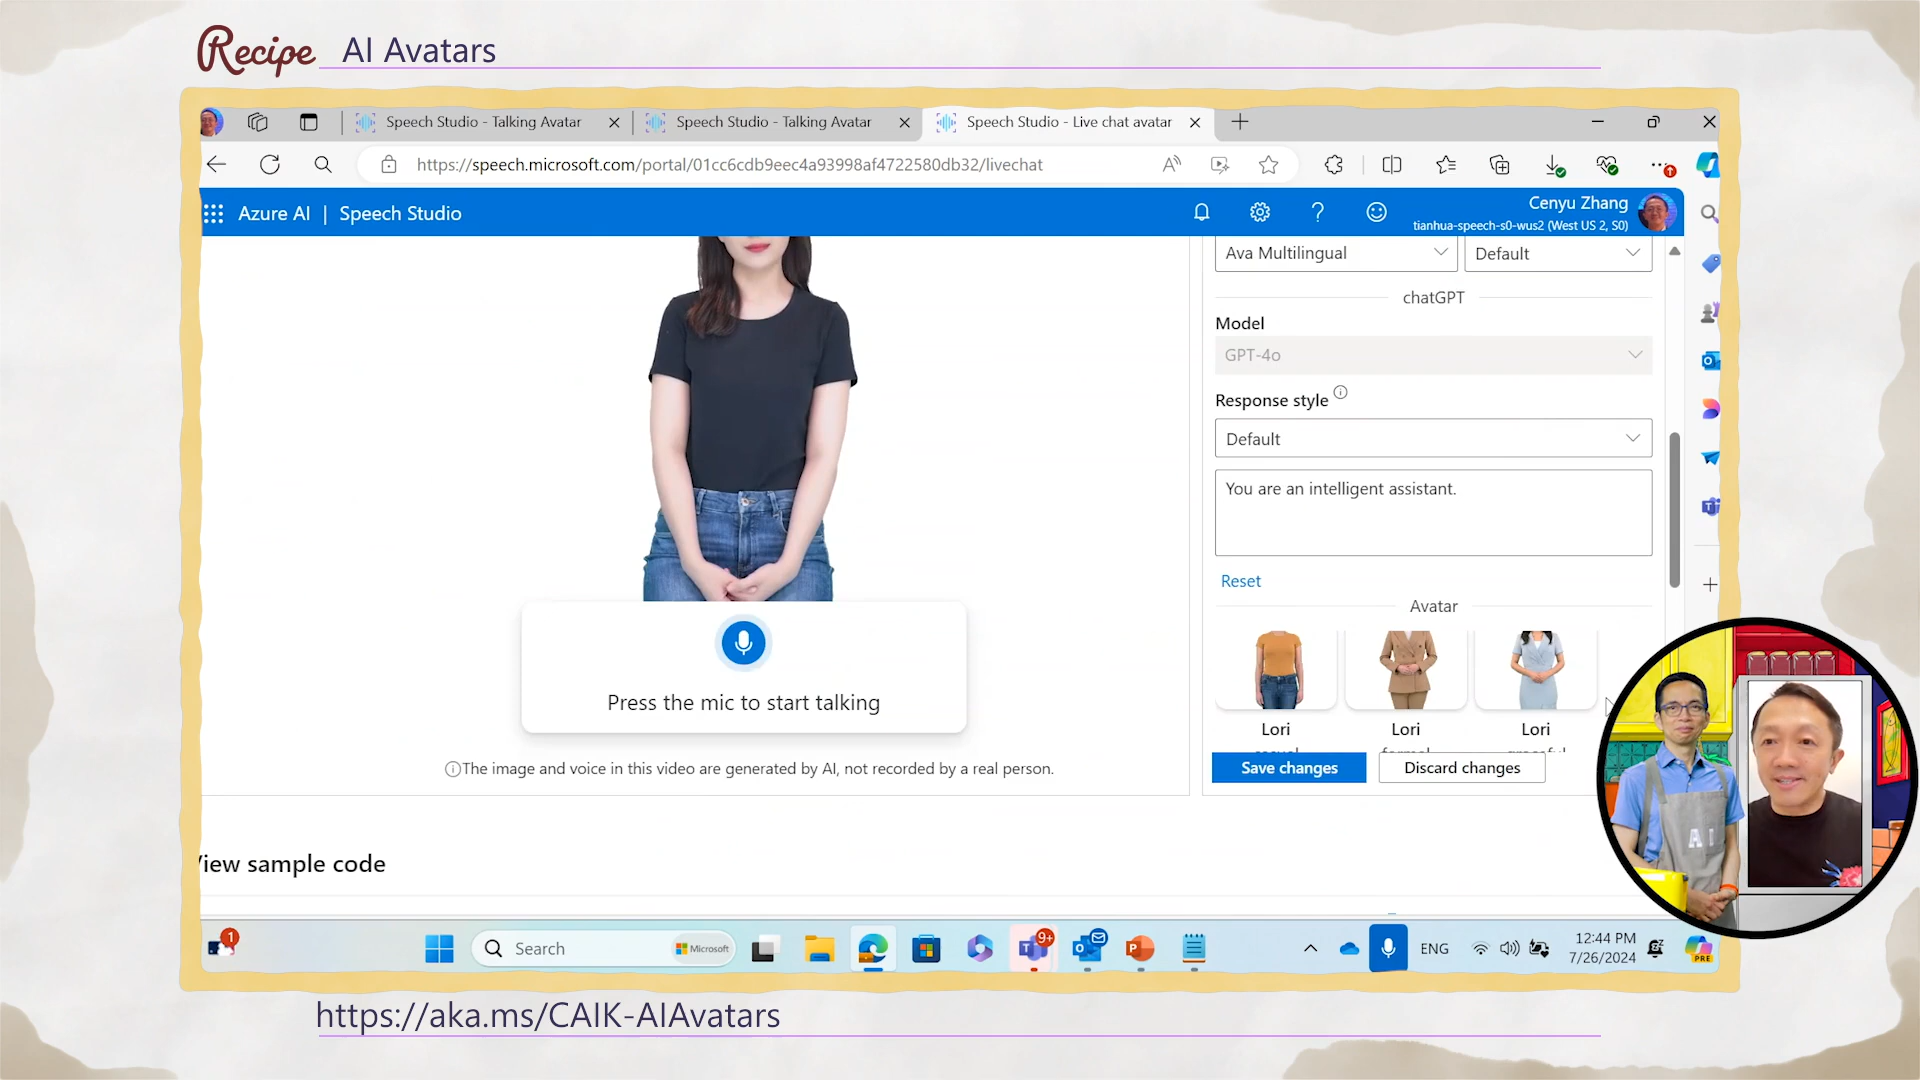 Recipe AI Avatars
Speech Studio - Talking Avatar
Speech Studio - Talking Avatar
Speech Studio - Live chat avatar
https://speech.microsoft.com/portal/01cc6cdb9eec4a93998af4722580db32/livechat
Azure AI | Speech Studio
Cenyu Zhang
tianhua-speech-s0-wus2 (West US 2, S0)
Ava Multilingual
Default
chatGPT
Model
GPT-4o
Response style
Default
You are an intelligent assistant.
Reset
Avatar
Lori
Lori
Lori
Save changes
Discard changes
Press the mic to start talking
The image and voice in this video are generated by AI, not recorded by a real person.
View sample code
AI
1
Search
Microsoft
9+
ENG
12:44 PM
7/26/2024
PRE
https://aka.ms/CAIK-AIAvatars